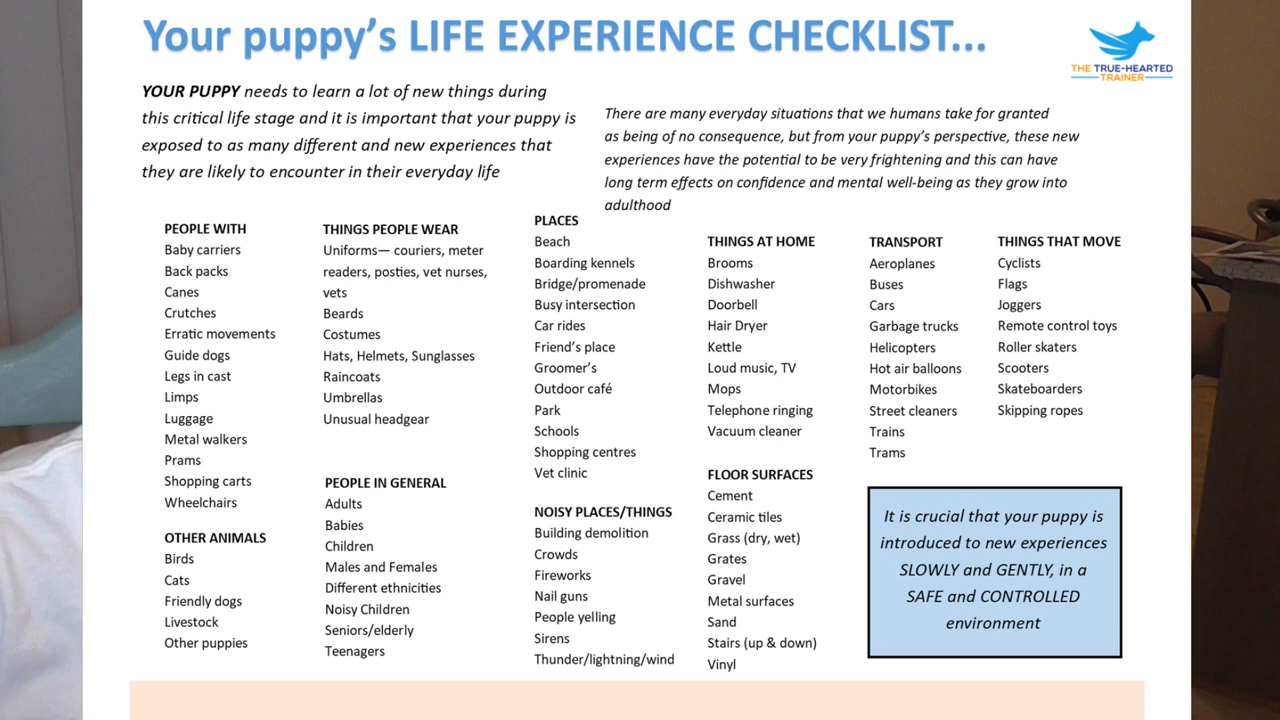 Your puppy's LIFE EXPERIENCE CHECKLIST...
THE TRUE-HEARTED
TRAINER
YOUR PUPPY needs to learn a lot of new things during
this critical life stage and it is important that your puppy is
exposed to as many different and new experiences that
they are likely to encounter in their everyday life
There are many everyday situations that we humans take for granted
as being of no consequence, but from your puppy's perspective, these new
experiences have the potential to be very frightening and this can have
long term effects on confidence and mental well-being as they grow into
adulthood
PEOPLE WITH
Baby carriers
Back packs
Canes
Crutches
Erratic movements
Guide dogs
Legs in cast
Limps
Luggage
Metal walkers
Prams
Shopping carts
Wheelchairs
OTHER ANIMALS
Birds
Cats
Friendly dogs
Livestock
Other puppies
THINGS PEOPLE WEAR
Uniforms— couriers, meter
readers, posties, vet nurses,
vets
Beards
Costumes
Hats, Helmets, Sunglasses
Raincoats
Umbrellas
Unusual headgear
PEOPLE IN GENERAL
Adults
Babies
Children
Males and Females
Different ethnicities
Noisy Children
Seniors/elderly
Teenagers
PLACES
Beach
Boarding kennels
Bridge/promenade
Busy intersection
Car rides
Friend's place
Groomer's
Outdoor café
Park
Schools
Shopping centres
Vet clinic
NOISY PLACES/THINGS
Building demolition
Crowds
Fireworks
Nail guns
People yelling
Sirens
Thunder/lightning/wind
THINGS AT HOME
Brooms
Dishwasher
Doorbell
Hair Dryer
Kettle
Loud music, TV
Mops
Telephone ringing
Vacuum cleaner
FLOOR SURFACES
Cement
Ceramic tiles
Grass (dry, wet)
Grates
Gravel
Metal surfaces
Sand
Stairs (up & down)
Vinyl
TRANSPORT
Aeroplanes
Buses
Cars
Garbage trucks
Helicopters
Hot air balloons
Motorbikes
Street cleaners
Trains
Trams
THINGS THAT MOVE
Cyclists
Flags
Joggers
Remote control toys
Roller skaters
Scooters
Skateboarders
Skipping ropes
It is crucial that your puppy is
introduced to new experiences
SLOWLY and GENTLY, in a
SAFE and CONTROLLED
environment